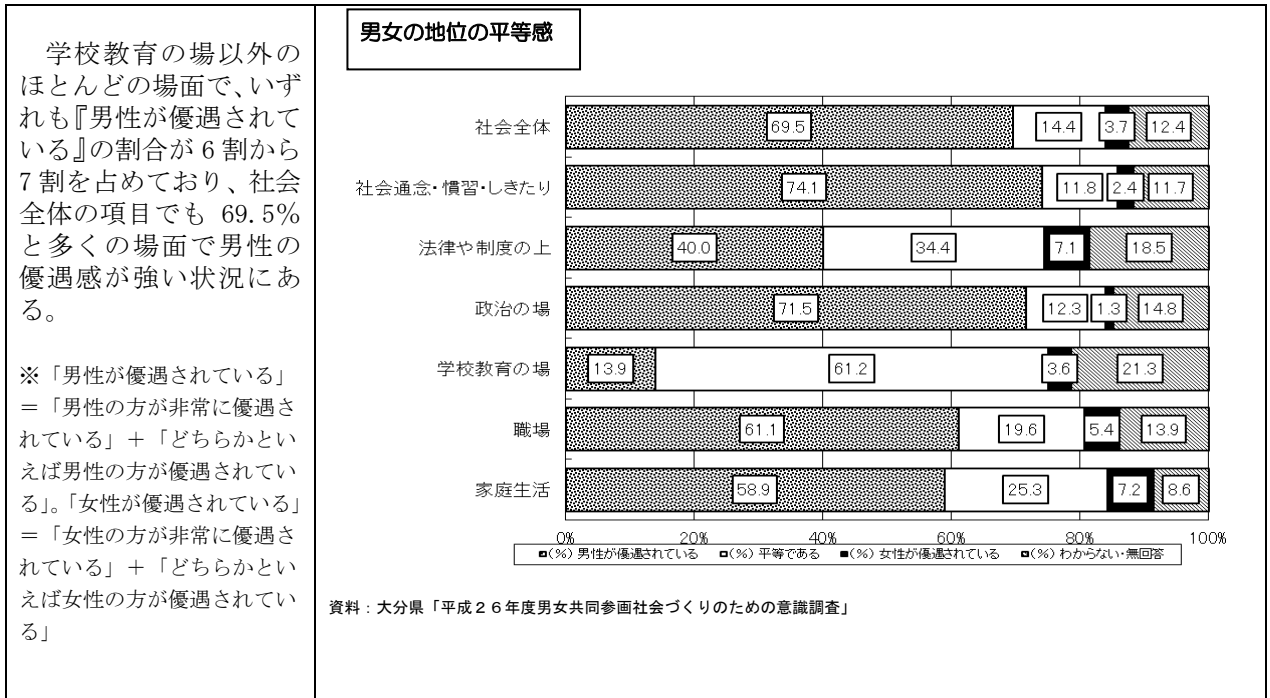 学校教育の場以外の
ほとんどの場面で、いず
れも『男性が優遇されて
いる』の割合が 6 割から
7 割を占めており、社会
全体の項目でも 69.5%
と多くの場面で男性の
優遇感が強い状況にあ
る。
※「男性が優遇されている」
＝「男性の方が非常に優遇さ
れている」＋「どちらかとい
えば男性の方が優遇されてい
る」。「女性が優遇されている」
＝「女性の方が非常に優遇さ
れている」＋「どちらかとい
えば女性の方が優遇されてい
る」
男女の地位の平等感
社会全体 69.5 14.4 3.7 12.4
社会通念・慣習・しきたり 74.1 11.8 2.4 11.7
法律や制度の上 40.0 34.4 7.1 18.5
政治の場 71.5 12.3 1.3 14.8
学校教育の場 13.9 61.2 3.6 21.3
職場 61.1 19.6 5.4 13.9
家庭生活 58.9 25.3 7.2 8.6
0% 20% 40% 60% 80% 100%
(%) 男性が優遇されている (%) 平等である (%) 女性が優遇されている (%) わからない・無回答
資料：大分県「平成２６年度男女共同参画社会づくりのための意識調査」